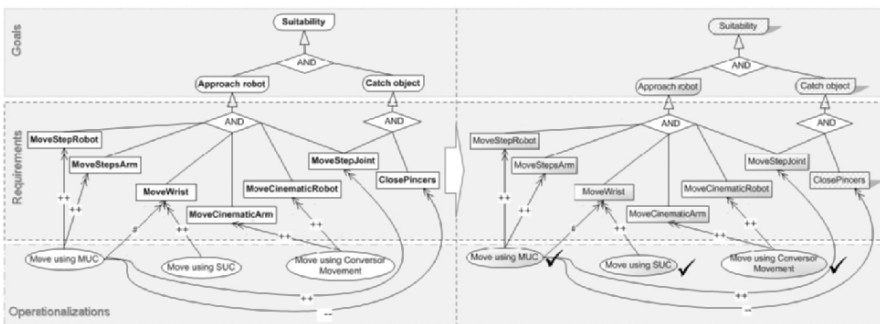 Goals
Suitability
AND
Approach robot
Catch object
AND
AND
Requirements
MoveStepRobot
MoveStepsArm
MoveStepJoint
MoveWrist
MoveCinematicRobot
ClosePincers
MoveCinematicArm
++
++
++
++
++
Move using MUC
Move using SUC
Move using Conversor
Movement
++
--
Operationalizations
Suitability
AND
Approach robot
Catch object
AND
AND
MoveStepRobot
MoveStepsArm
MoveStepJoint
MoveWrist
MoveCinematicRobot
ClosePincers
MoveCinematicArm
++
++
++
++
++
Move using MUC
Move using SUC
Move using Conversor
Movement
++
--